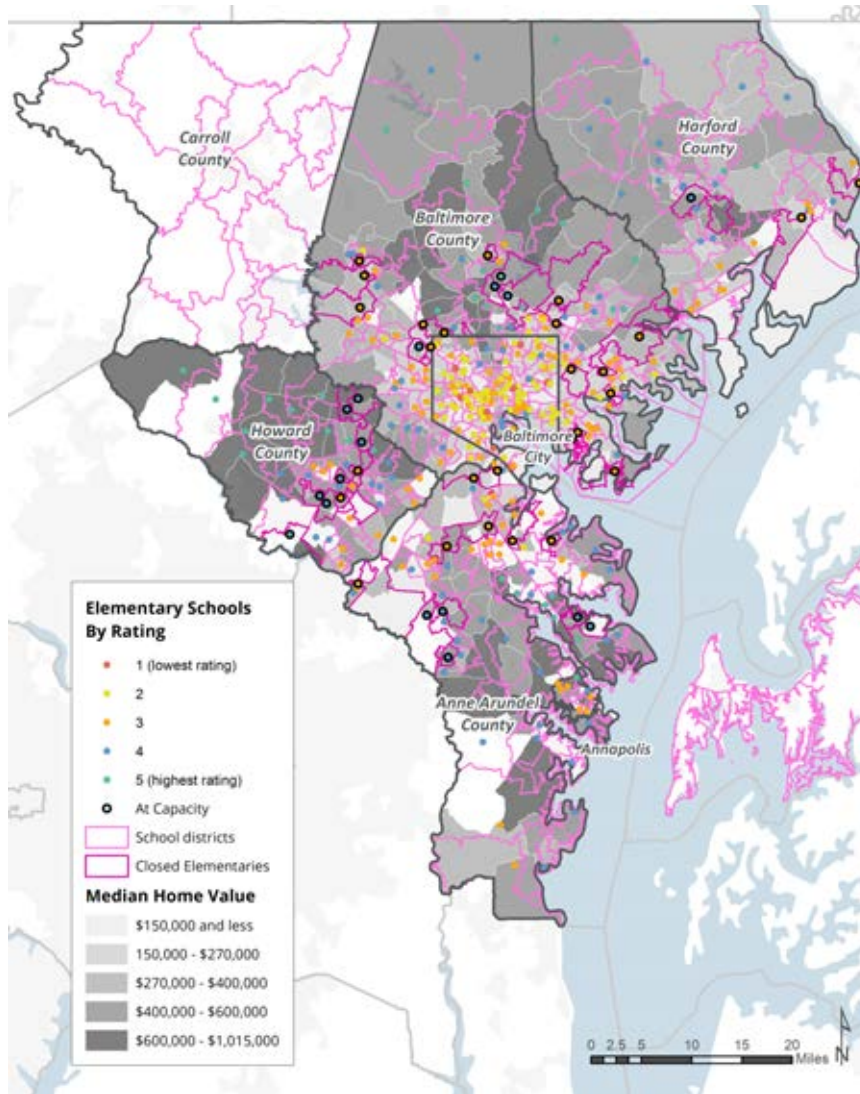 Carroll
County
Harford
County
Baltimore
County
Howard
County
Baltimore
City
Anne Arundel
County
Annapolis
Elementary Schools
By Rating
1 (lowest rating)
2
3
4
5 (highest rating)
At Capacity
School districts
Closed Elementaries
Median Home Value
$150,000 and less
150,000 - $270,000
$270,000 - $400,000
$400,000 - $600,000
$600,000 - $1,015,000
0 2.5 5 10 15 20
Miles
N